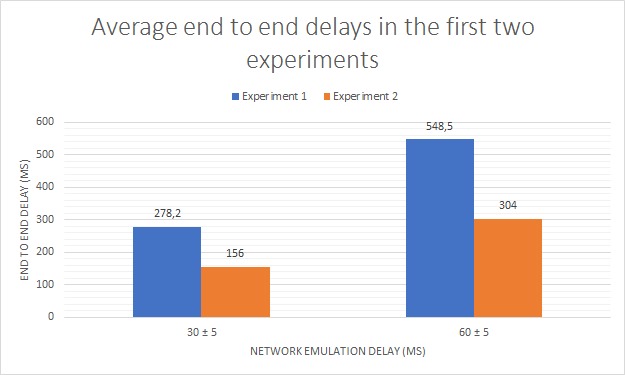 Average end to end delays in the first two
experiments
Experiment 1 Experiment 2
END TO END DELAY (MS)
600
500
400
300
200
100
0
278,2
156
548,5
304
30 ± 5
60 ± 5
NETWORK EMULATION DELAY (MS)